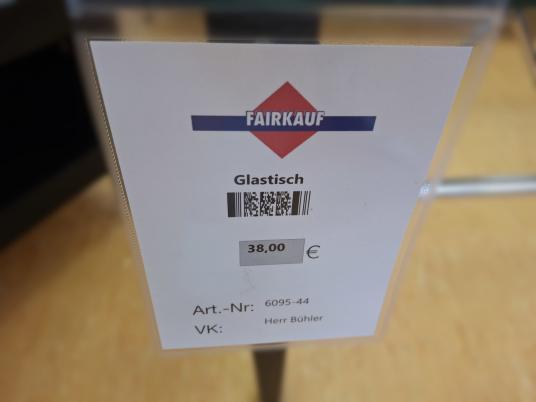 FAIRKAUF
Glastisch
38,00 €
Art.-Nr: 6095-44
VK: Herr Bühler